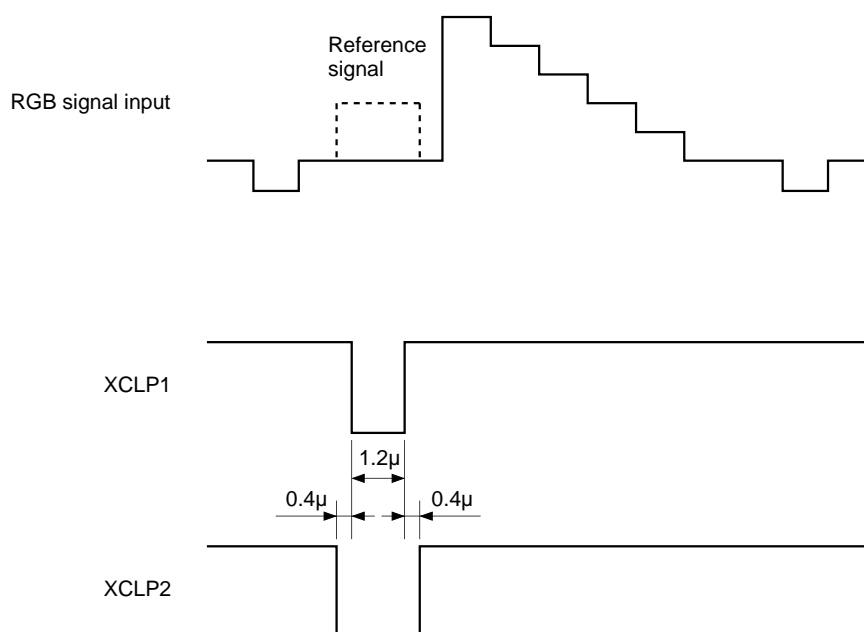 Reference
signal
RGB signal input
XCLP1
1.2μ
0.4μ
0.4μ
XCLP2